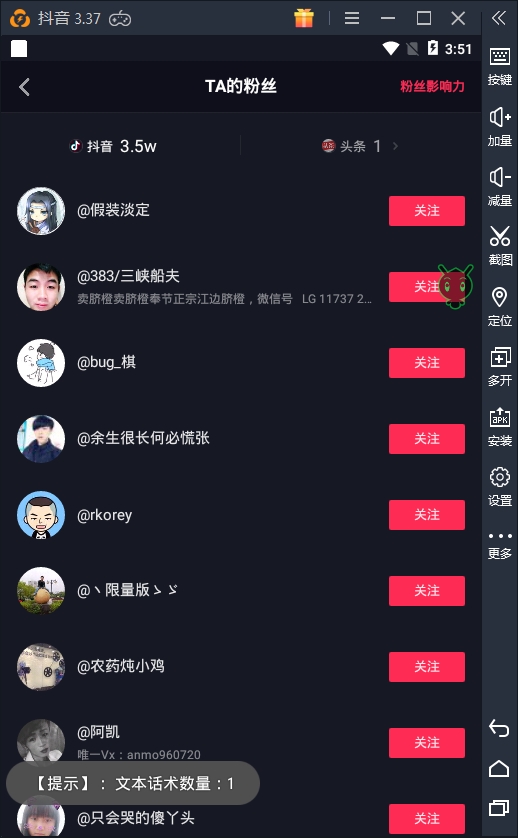 抖音 3.37
3:51
TA的粉丝
粉丝影响力
抖音 3.5w
头条 1
@假装淡定
关注
@383/三峡船夫
卖脐橙卖脐橙奉节正宗江边脐橙，微信号 LG 11737 2...
关注
@bug_棋
关注
@余生很长何必慌张
关注
@rkorey
关注
@丶限量版ゝゞ
关注
@农药炖小鸡
关注
@阿凯
唯一Vx：anmo960720
关注
【提示】：文本话术数量：1
@只会哭的傻丫头
关注
按键
加量
减量
截图
定位
多开
APK
安装
设置
更多